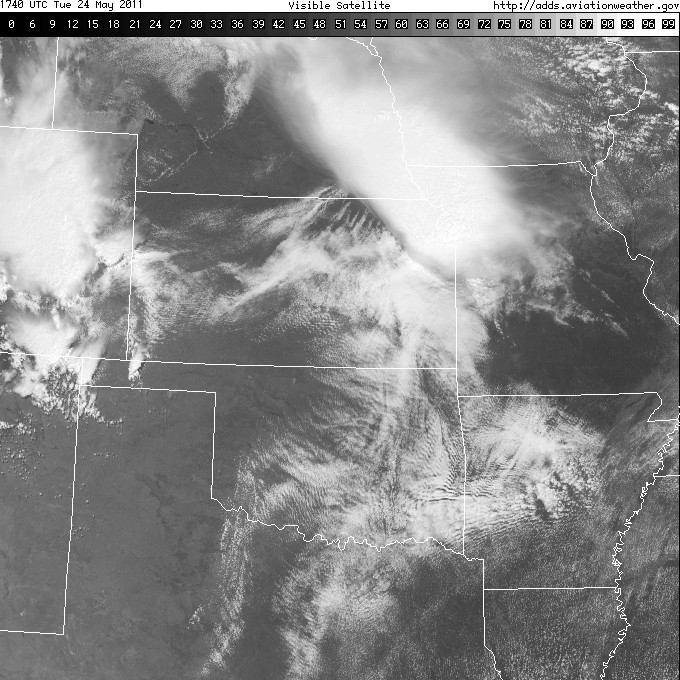 1740 UTC Tue 24 May 2011 Visible Satellite http://adds.aviationweather.gov
0 3 6 9 12 15 18 21 24 27 30 33 36 39 42 45 48 51 54 57 60 63 66 69 72 75 78 81 84 87 90 93 96 99